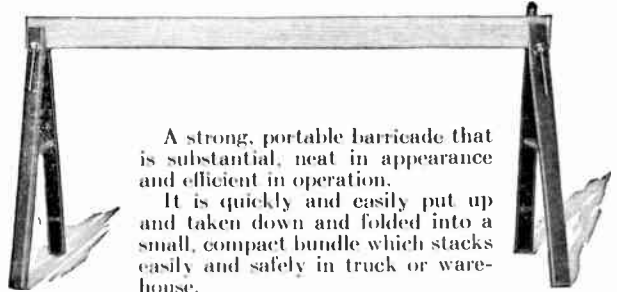 A strong, portable barricade that
is substantial, neat in appearance
and efficient in operation.
It is quickly and easily put up
and taken down and folded into a
small, compact bundle which stacks
easily and safely in truck or ware-
house.